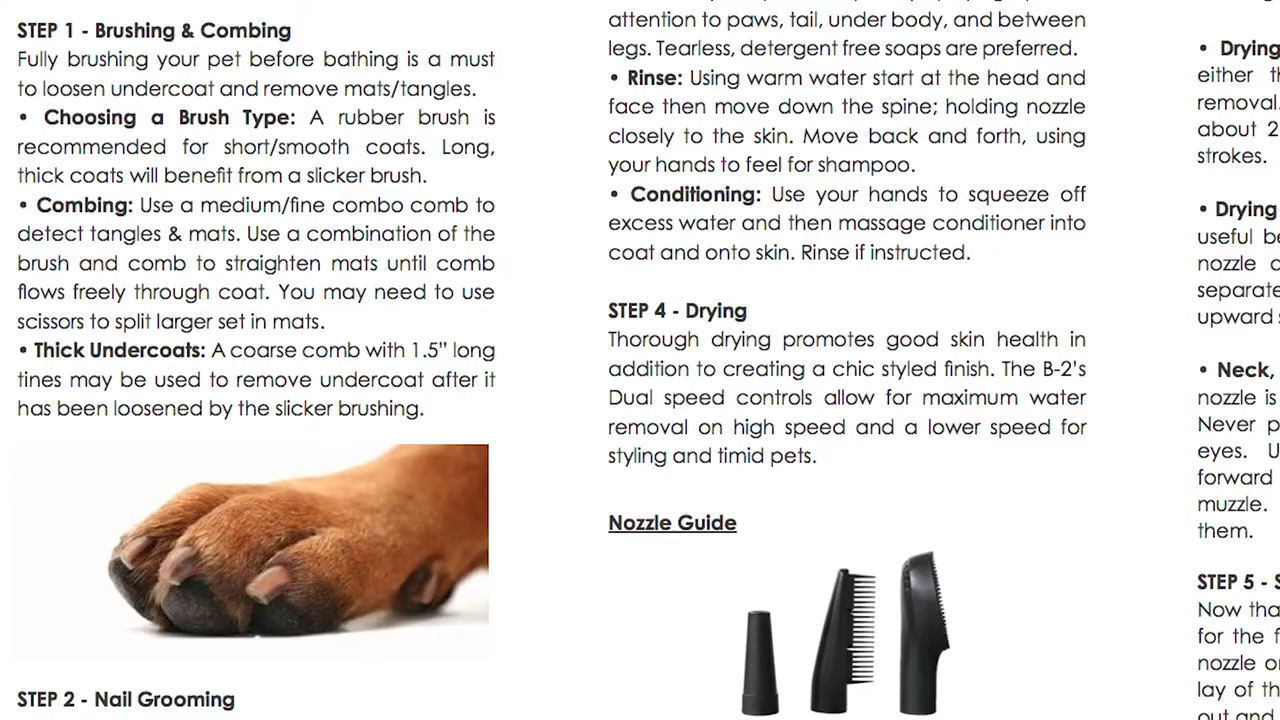 STEP 1 - Brushing & Combing
Fully brushing your pet before bathing is a must
to loosen undercoat and remove mats/tangles.
• Choosing a Brush Type: A rubber brush is
recommended for short/smooth coats. Long,
thick coats will benefit from a slicker brush.
• Combing: Use a medium/fine combo comb to
detect tangles & mats. Use a combination of the
brush and comb to straighten mats until comb
flows freely through coat. You may need to use
scissors to split larger set in mats.
• Thick Undercoats: A coarse comb with 1.5” long
tines may be used to remove undercoat after it
has been loosened by the slicker brushing.
STEP 2 - Nail Grooming
attention to paws, tail, under body, and between
legs. Tearless, detergent free soaps are preferred.
• Rinse: Using warm water start at the head and
face then move down the spine; holding nozzle
closely to the skin. Move back and forth, using
your hands to feel for shampoo.
• Conditioning: Use your hands to squeeze off
excess water and then massage conditioner into
coat and onto skin. Rinse if instructed.
STEP 4 - Drying
Thorough drying promotes good skin health in
addition to creating a chic styled finish. The B-2’s
Dual speed controls allow for maximum water
removal on high speed and a lower speed for
styling and timid pets.
Nozzle Guide
• Drying
either
removal.
about 2
strokes.
• Drying
useful
nozzle
separate
upward
• Neck,
nozzle is
Never
eyes.
forward
muzzle.
them.
STEP 5 -
Now
for the
nozzle
lay of
out and